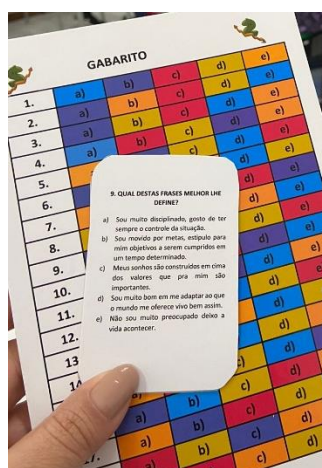 GABARITO
1. a) b) c) d) e)
2. a) b) c) d) e)
3. a) b) c) d) e)
4. a) b) c) d) e)
5. c) d) e)
6. d) e)
7. d) e)
8. d) e)
9. d) e)
10. d) e
11. d)
12. d)
13 d)
c) d)
a) b) c) d)
a) b) c) d)
17. a) b) c)
9. QUAL DESTAS FRASES MELHOR LHE
DEFINE?
a) Sou muito disciplinado, gosto de ter
sempre o controle da situação.
b) Sou movido por metas, estipulo para
mim objetivos a serem cumpridos em
um tempo determinado.
c) Meus sonhos são construídos em cima
dos valores que pra mim são
importantes.
d) Sou muito bom em me adaptar ao que
o mundo me oferece vivo bem assim.
e) Não sou muito preocupado deixo a
vida acontecer.